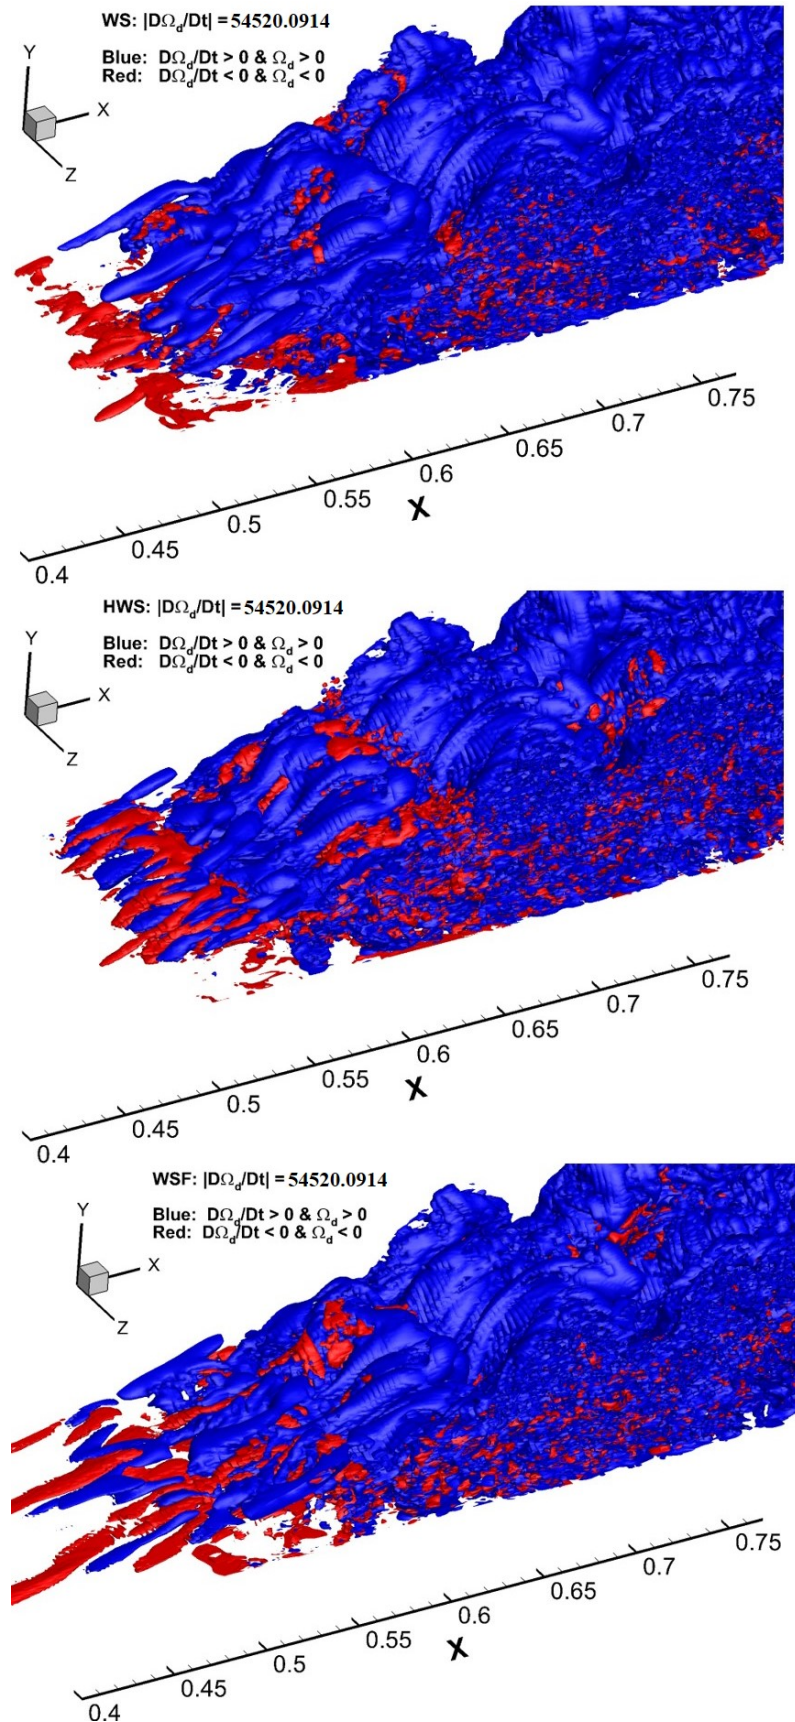 WS: |DΩd/Dt| = 54520.0914
Blue: DΩd/Dt > 0 & Ωd > 0
Red: DΩd/Dt < 0 & Ωd < 0
Y
X
Z
0.75
0.7
0.65
0.6
0.55
0.5
0.45
0.4
X
HWS: |DΩd/Dt| = 54520.0914
Blue: DΩd/Dt > 0 & Ωd > 0
Red: DΩd/Dt < 0 & Ωd < 0
Y
X
Z
0.75
0.7
0.65
0.6
0.55
0.5
0.45
0.4
X
WSF: |DΩd/Dt| = 54520.0914
Blue: DΩd/Dt > 0 & Ωd > 0
Red: DΩd/Dt < 0 & Ωd < 0
Y
X
Z
0.75
0.7
0.65
0.6
0.55
0.5
0.45
0.4
X